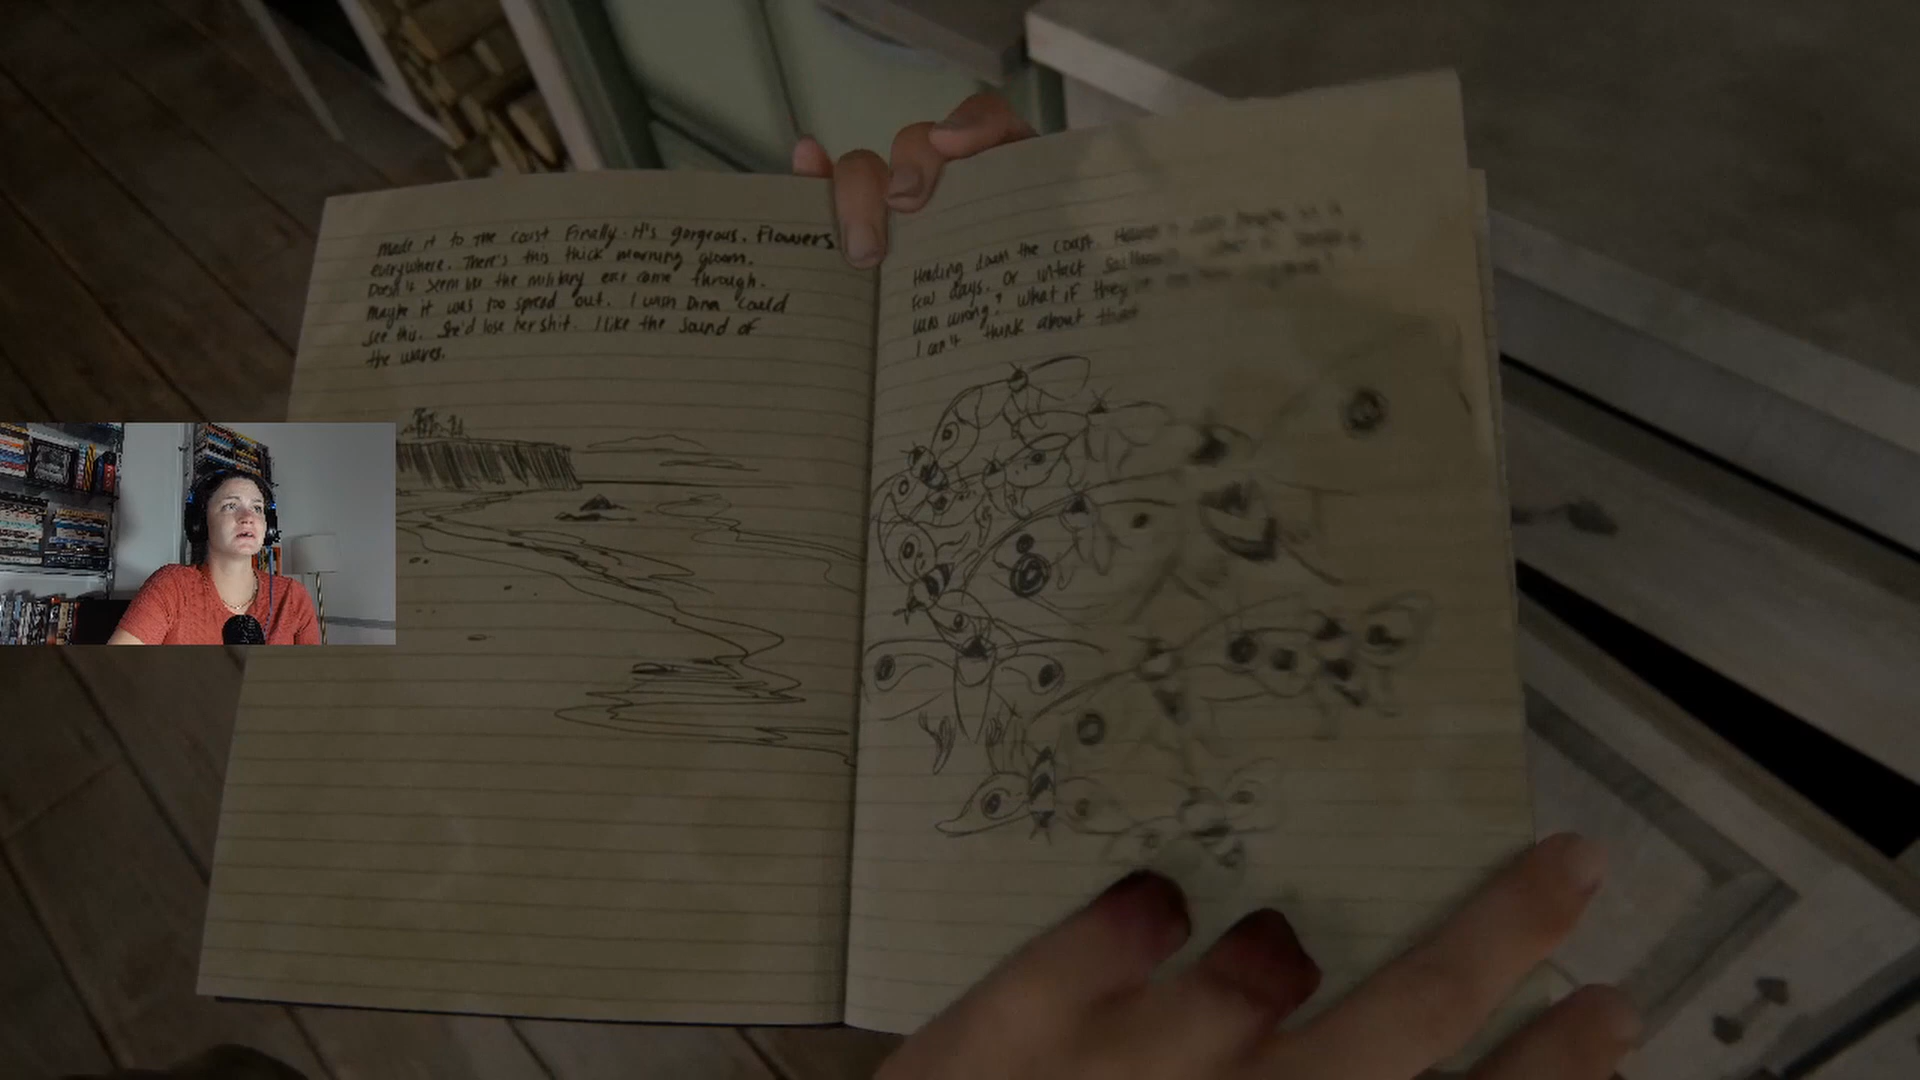 made it to the coast Finally. It's gorgeous. Flowers
everywhere. There's this thick morning gloom.
Doesn't seem like the military ever came through.
Maybe it was too spread out. I wish Dina could
see this. She'd lose her shit. I like the sound of
the waves.
Heading down the coast.
few days. Or intact
was wrong? What if they
I can't think about that